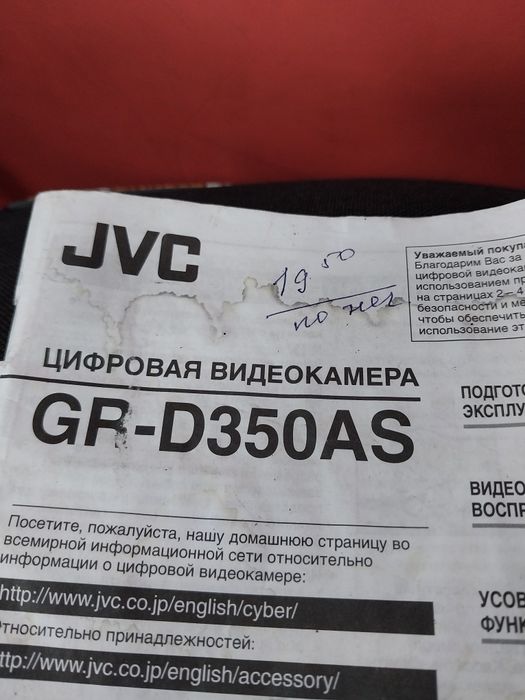 JVC
19 50
по чет
ЦИФРОВАЯ ВИДЕОКАМЕРА
GR-D350AS
Посетите, пожалуйста, нашу домашнюю страницу во
всемирной информационной сети относительно
информации о цифровой видеокамере:
http://www.jvc.co.jp/english/cyber/
Относительно принадлежностей:
http://www.jvc.co.jp/english/accessory/
Уважаемый покупа
Благодарим Вас за
цифровой видеока
использованием пр
на страницах 2 – 4
безопасности и ме
чтобы обеспечить
использование эт
ПОДГОТО
ЭКСПЛУ
ВИДЕО
ВОСПР
УСОВ
ФУНК